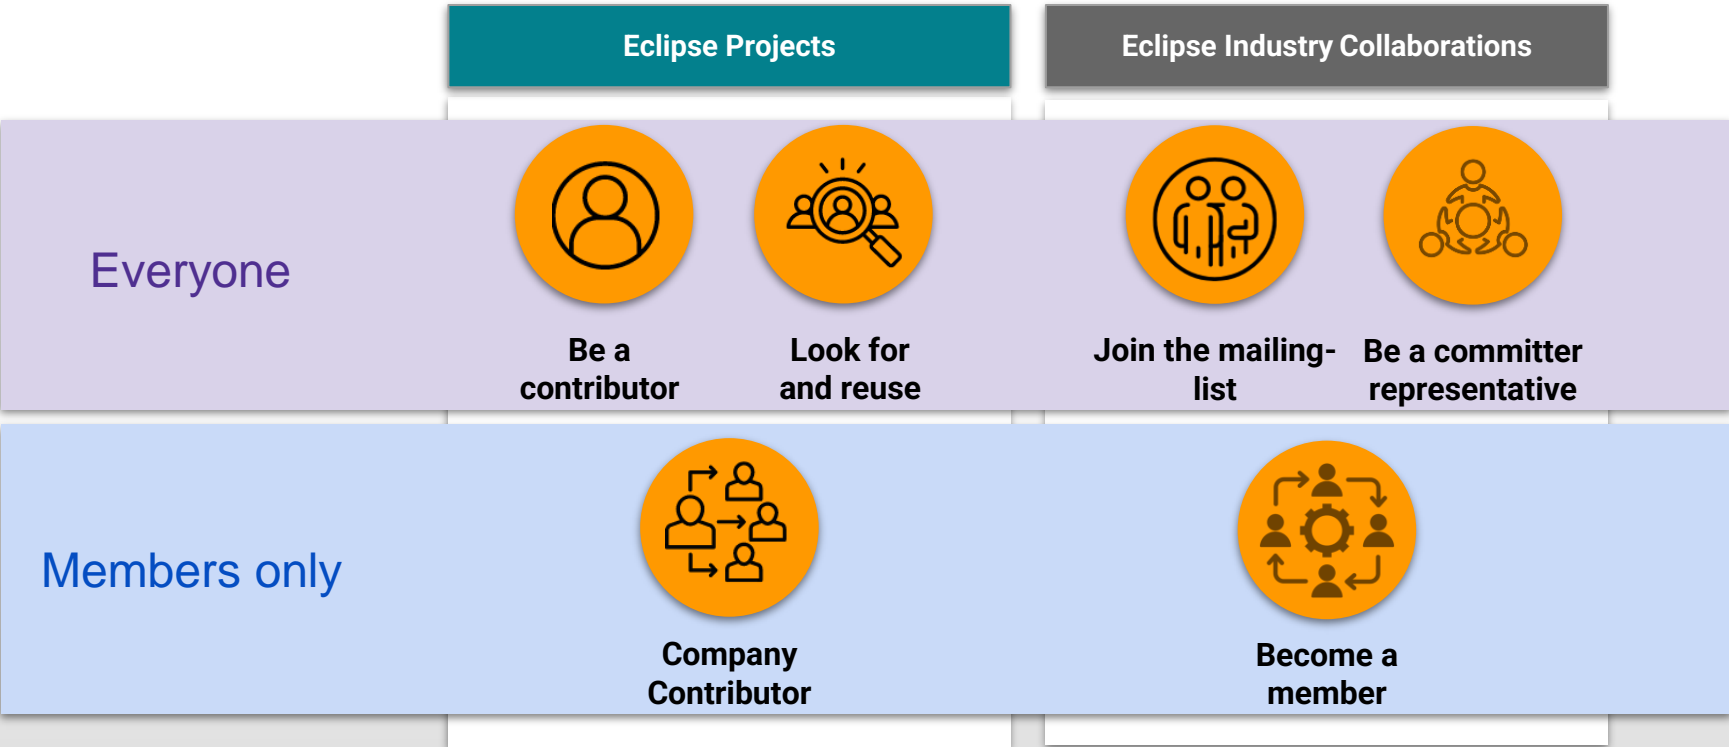 Eclipse Projects
Eclipse Industry Collaborations
Everyone
Be a
contributor
Look for
and reuse
Join the mailing-
list
Be a committer
representative
Members only
Company
Contributor
Become a
member